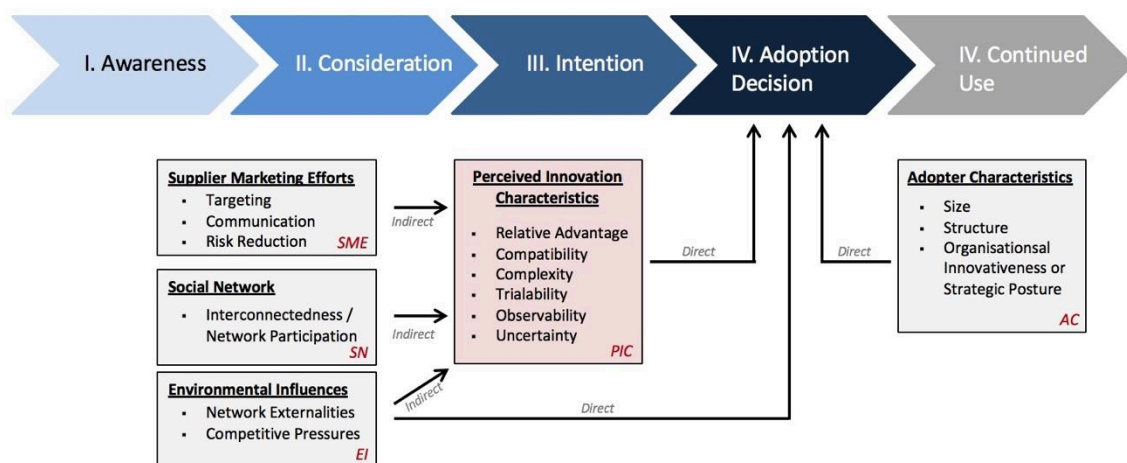 I. Awareness
II. Consideration
III. Intention
IV. Adoption
Decision
IV. Continued
Use
Supplier Marketing Efforts
▪ Targeting
▪ Communication
▪ Risk Reduction
SME
Indirect
Social Network
▪ Interconnectedness /
Network Participation
SN
Indirect
Environmental Influences
▪ Network Externalities
▪ Competitive Pressures
EI
Indirect
Direct
Perceived Innovation
Characteristics
▪ Relative Advantage
▪ Compatibility
▪ Complexity
▪ Trialability
▪ Observability
▪ Uncertainty
PIC
Direct
Adopter Characteristics
▪ Size
▪ Structure
▪ Organisationsal
Innovativeness or
Strategic Posture
AC
Direct